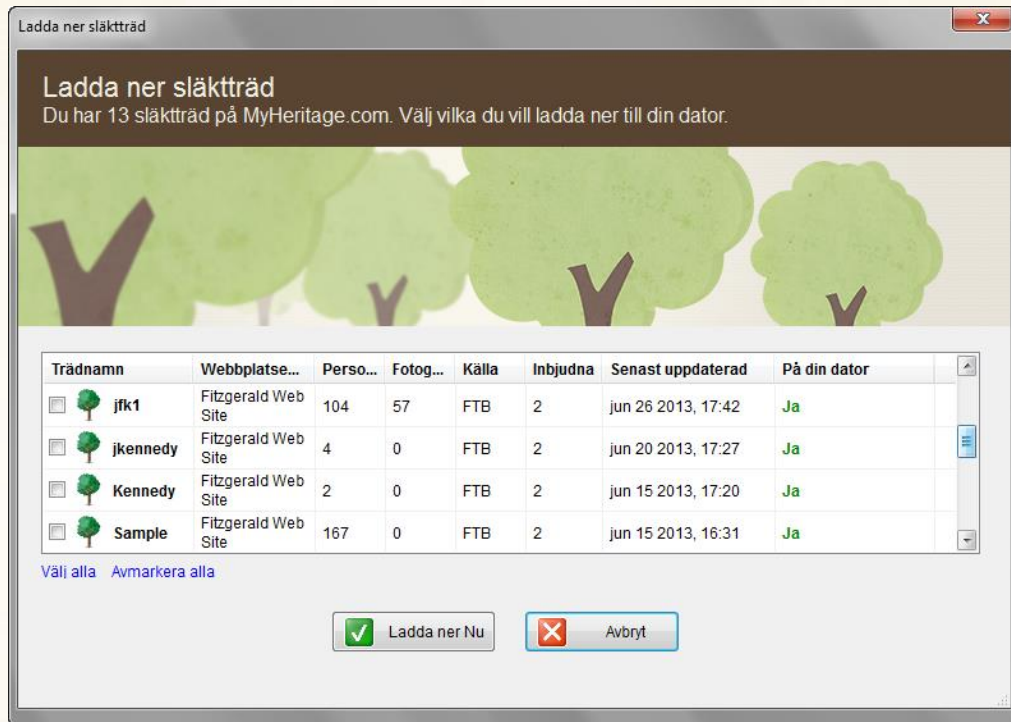 Ladda ner släktträd
Ladda ner släktträd
Du har 13 släktträd på MyHeritage.com. Välj vilka du vill ladda ner till din dator.
Trädnamn Webbplatse... Perso... Fotog... Källa Inbjudna Senast uppdaterad På din dator
jfk1 Fitzgerald Web Site 104 57 FTB 2 jun 26 2013, 17:42 Ja
jkennedy Fitzgerald Web Site 4 0 FTB 2 jun 20 2013, 17:27 Ja
Kennedy Fitzgerald Web Site 2 0 FTB 2 jun 15 2013, 17:20 Ja
Sample Fitzgerald Web Site 167 0 FTB 2 jun 15 2013, 16:31 Ja
Välj alla Avmarkera alla
Ladda ner Nu Avbryt